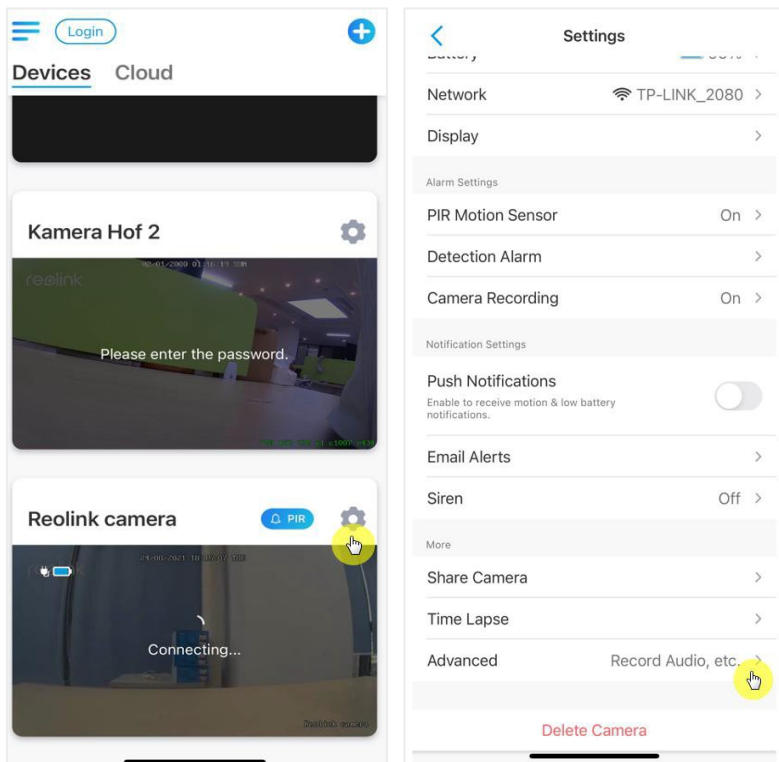 Login
Devices Cloud
Kamera Hof 2
reolink
Please enter the password.
Reolink camera
PIR
Connecting...
Reolink camera
Settings
Battery
Network TP-LINK_2080
Display
Alarm Settings
PIR Motion Sensor On
Detection Alarm
Camera Recording On
Notification Settings
Push Notifications
Enable to receive motion & low battery
notifications.
Email Alerts
Siren Off
More
Share Camera
Time Lapse
Advanced Record Audio, etc.
Delete Camera